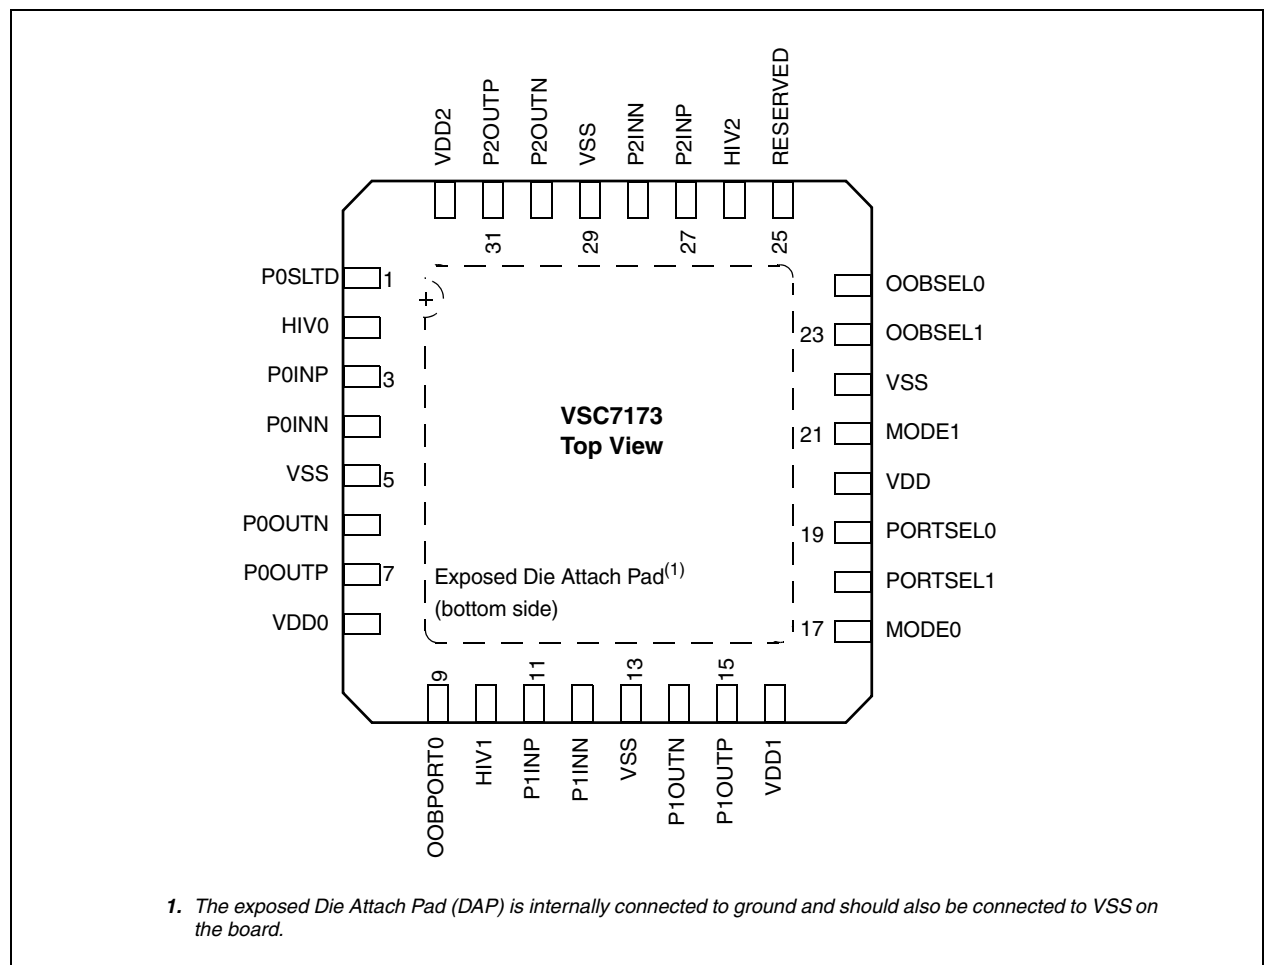 VDD2
P2OUTP
P2OUTN
VSS
P2INN
P2INP
HIV2
RESERVED
31
29
27
25
P0SLTD 1
HIV0
P0INP 3
P0INN
VSS 5
P0OUTN
P0OUTP 7
VDD0
OOBSEL0
23 OOBSEL1
VSS
21 MODE1
VDD
19 PORTSEL0
PORTSEL1
17 MODE0
VSC7173
Top View
Exposed Die Attach Pad(1)
(bottom side)
9
11
13
15
OOBPORT0
HIV1
P1INP
P1INN
VSS
P1OUTN
P1OUTP
VDD1
1. The exposed Die Attach Pad (DAP) is internally connected to ground and should also be connected to VSS on
the board.